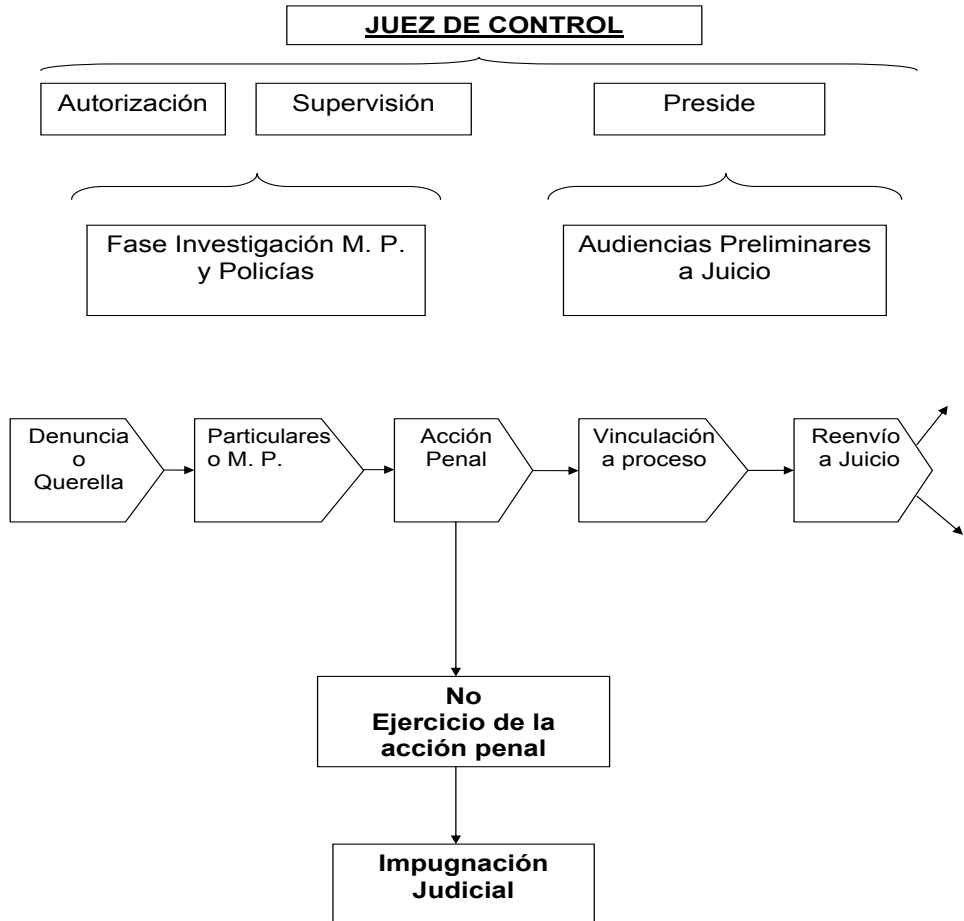 JUEZ DE CONTROL
Autorización
Supervisión
Preside
Fase Investigación M. P.
y Policías
Audiencias Preliminares
a Juicio
Denuncia
o
Querella
Particulares
o M. P.
Acción
Penal
Vinculación
a proceso
Reenvío
a Juicio
No
Ejercicio de la
acción penal
Impugnación
Judicial